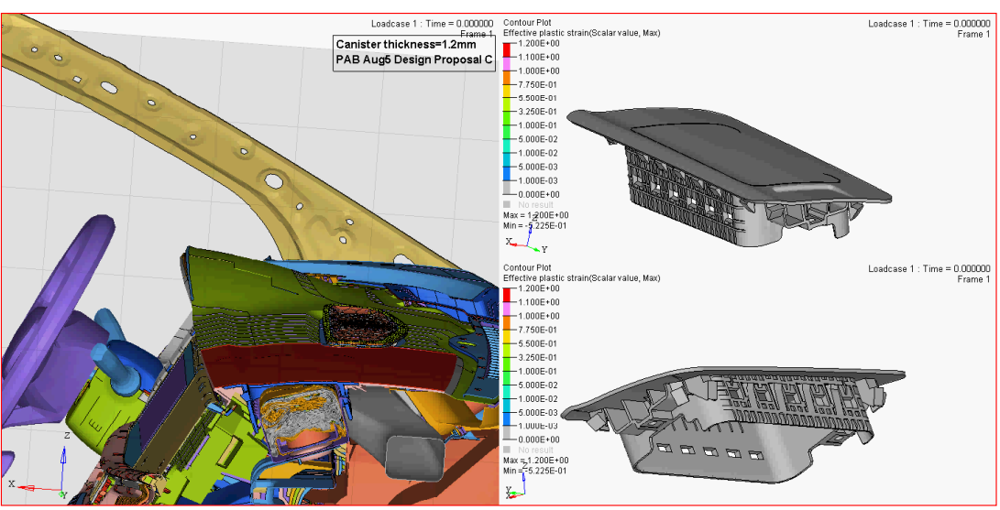 Loadcase 1 : Time = 0.000000
Frame 1
Canister thickness=1.2mm
PAB Aug5 Design Proposal C
Z
X
Y
Contour Plot
Effective plastic strain(Scalar value, Max)
1.200E+00
1.100E+00
1.000E+00
7.750E-01
5.500E-01
3.250E-01
1.000E-01
5.000E-02
1.000E-02
5.000E-03
1.000E-03
0.000E+00
No result
Max = 1.200E+00
Min = -5.225E-01
Z
X
Y
Loadcase 1 : Time = 0.000000
Frame 1
Contour Plot
Effective plastic strain(Scalar value, Max)
1.200E+00
1.100E+00
1.000E+00
7.750E-01
5.500E-01
3.250E-01
1.000E-01
5.000E-02
1.000E-02
5.000E-03
1.000E-03
0.000E+00
No result
Max = 1.200E+00
Min = -5.225E-01
Z
Y
X
Loadcase 1 : Time = 0.000000
Frame 1